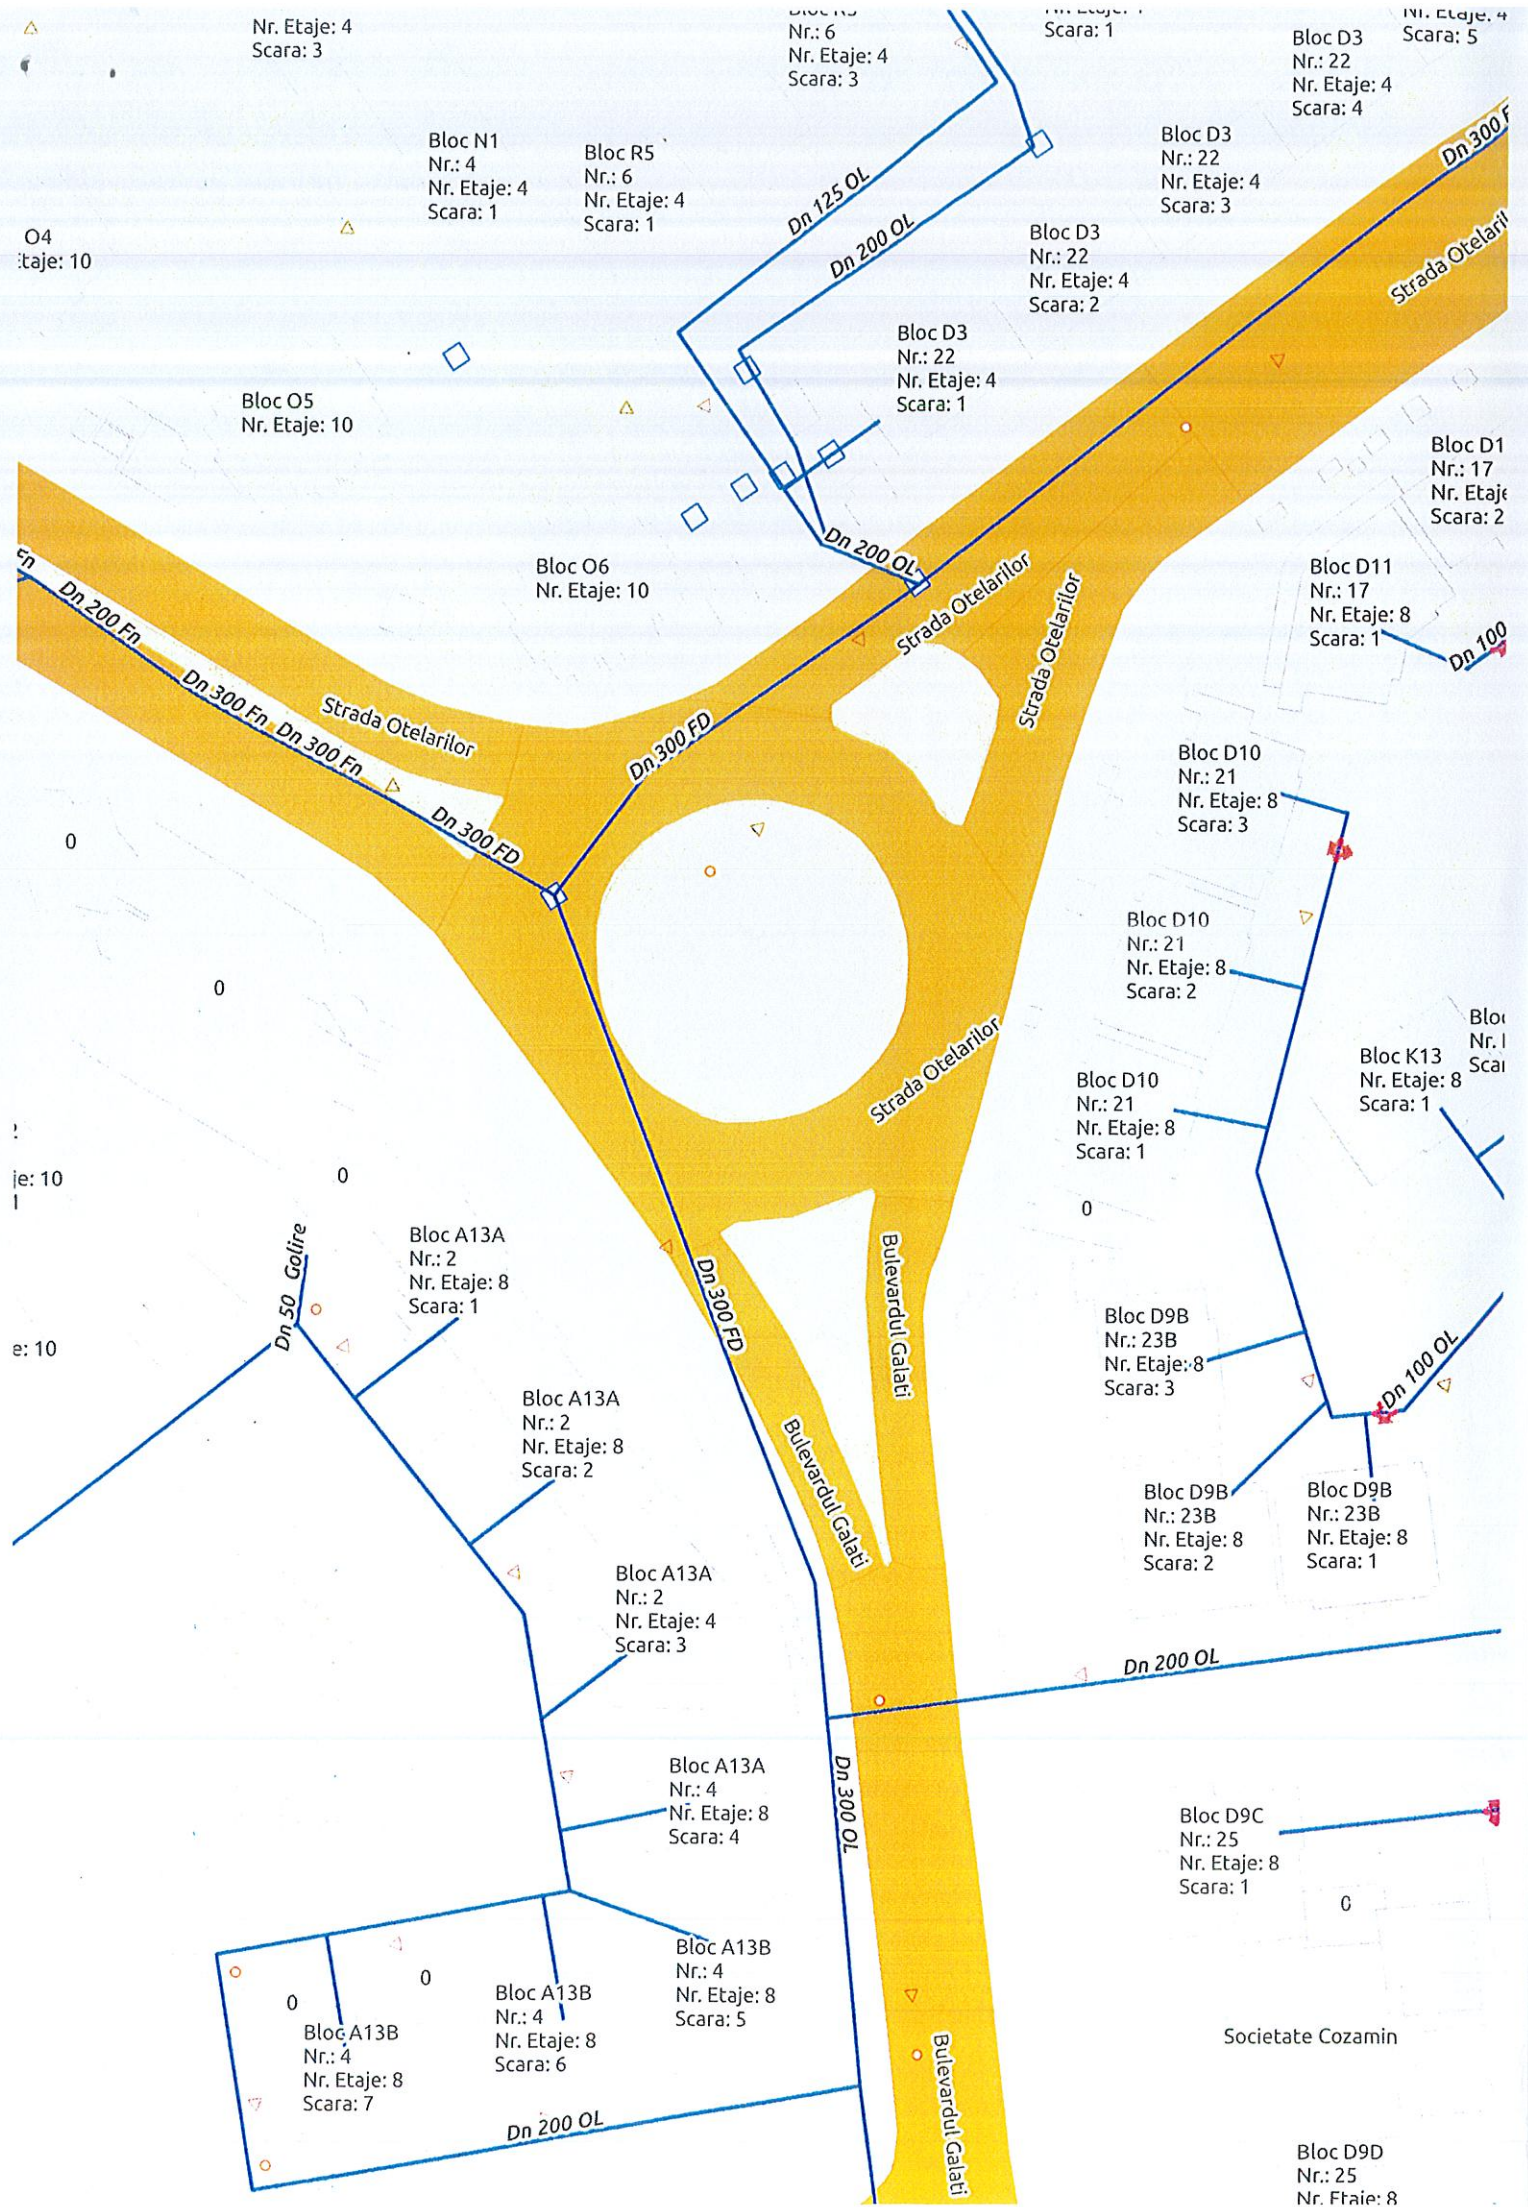 Nr. Etaje: 4
Scara: 3
Nr.: 6
Nr. Etaje: 4
Scara: 3
Scara: 1
Nr. Etaje: 4
Scara: 5
Bloc D3
Nr.: 22
Nr. Etaje: 4
Scara: 4
Dn 300 F
Bloc N1
Nr.: 4
Nr. Etaje: 4
Scara: 1
Bloc R5
Nr.: 6
Nr. Etaje: 4
Scara: 1
Dn 125 OL
Dn 200 OL
Bloc D3
Nr.: 22
Nr. Etaje: 4
Scara: 3
Strada Otelaril
O4
taje: 10
Bloc D3
Nr.: 22
Nr. Etaje: 4
Scara: 2
Bloc D3
Nr.: 22
Nr. Etaje: 4
Scara: 1
Bloc O5
Nr. Etaje: 10
Bloc D1
Nr.: 17
Nr. Etaje
Scara: 2
Fn
Dn 200 Fn
Dn 300 Fn
Dn 300 Fn
Strada Otelarilor
Dn 300 FD
Bloc O6
Nr. Etaje: 10
Dn 200 OL
Strada Otelarilor
Strada Otelarilor
Dn 300 FD
Bloc D11
Nr.: 17
Nr. Etaje: 8
Scara: 1
Dn 100
Bloc D10
Nr.: 21
Nr. Etaje: 8
Scara: 3
0
0
Bloc D10
Nr.: 21
Nr. Etaje: 8
Scara: 2
Strada Otelarilor
Bloc D10
Nr.: 21
Nr. Etaje: 8
Scara: 1
Bloc K13
Nr. Etaje: 8
Scara: 1
Bloc
Nr. 
Scar
je: 10
0
0
Dn 50 Golire
e: 10
Bloc A13A
Nr.: 2
Nr. Etaje: 8
Scara: 1
Dn 300 FD
Bulevardul Galati
Bloc D9B
Nr.: 23B
Nr. Etaje: 8
Scara: 3
Dn 100 OL
Bloc A13A
Nr.: 2
Nr. Etaje: 8
Scara: 2
Bulevardul Galati
Bloc D9B
Nr.: 23B
Nr. Etaje: 8
Scara: 2
Bloc D9B
Nr.: 23B
Nr. Etaje: 8
Scara: 1
Bloc A13A
Nr.: 2
Nr. Etaje: 4
Scara: 3
Dn 200 OL
Bloc A13A
Nr.: 4
Nr. Etaje: 8
Scara: 4
Dn 300 OL
Bloc D9C
Nr.: 25
Nr. Etaje: 8
Scara: 1
0
Bloc A13B
Nr.: 4
Nr. Etaje: 8
Scara: 5
0
0
Bloc A13B
Nr.: 4
Nr. Etaje: 8
Scara: 6
Bloc A13B
Nr.: 4
Nr. Etaje: 8
Scara: 7
Societate Cozamin
Bulevardul Galati
Dn 200 OL
Bloc D9D
Nr.: 25
Nr. Etaje: 8